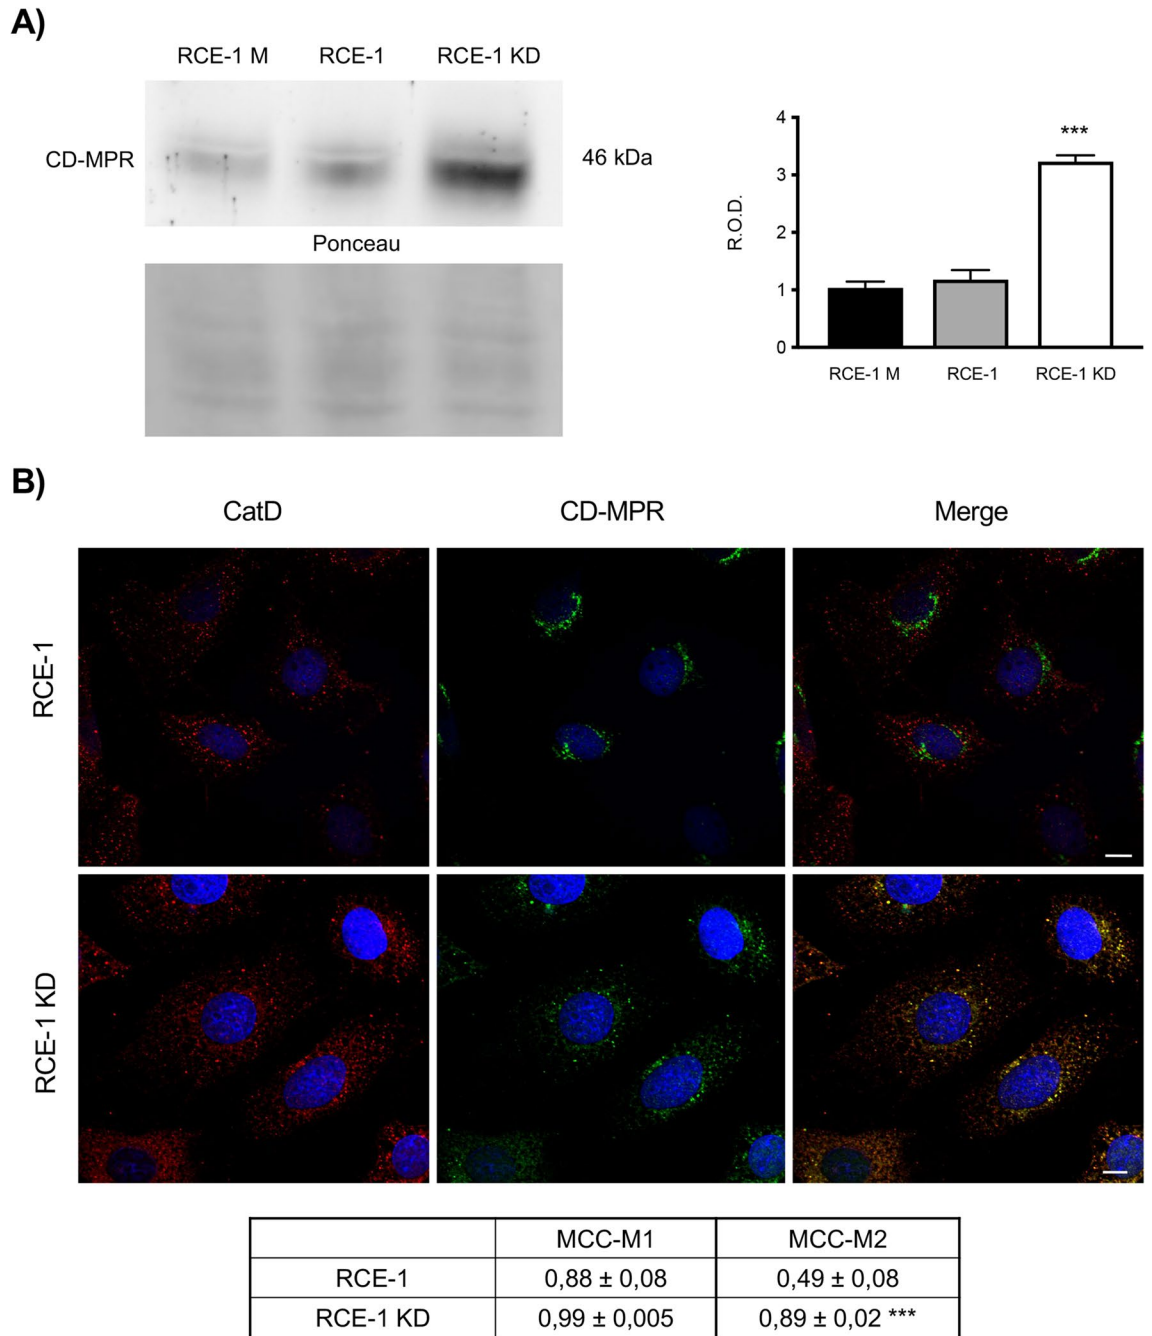 A)
RCE-1 M RCE-1 RCE-1 KD
CD-MPR
46 kDa
Ponceau
R.O.D.
4
3
2
1
0
***
RCE-1 M RCE-1 RCE-1 KD
B)
CatD CD-MPR Merge
RCE-1
RCE-1 KD
MCC-M1 MCC-M2
RCE-1 0,88 ± 0,08 0,49 ± 0,08
RCE-1 KD 0,99 ± 0,005 0,89 ± 0,02 ***